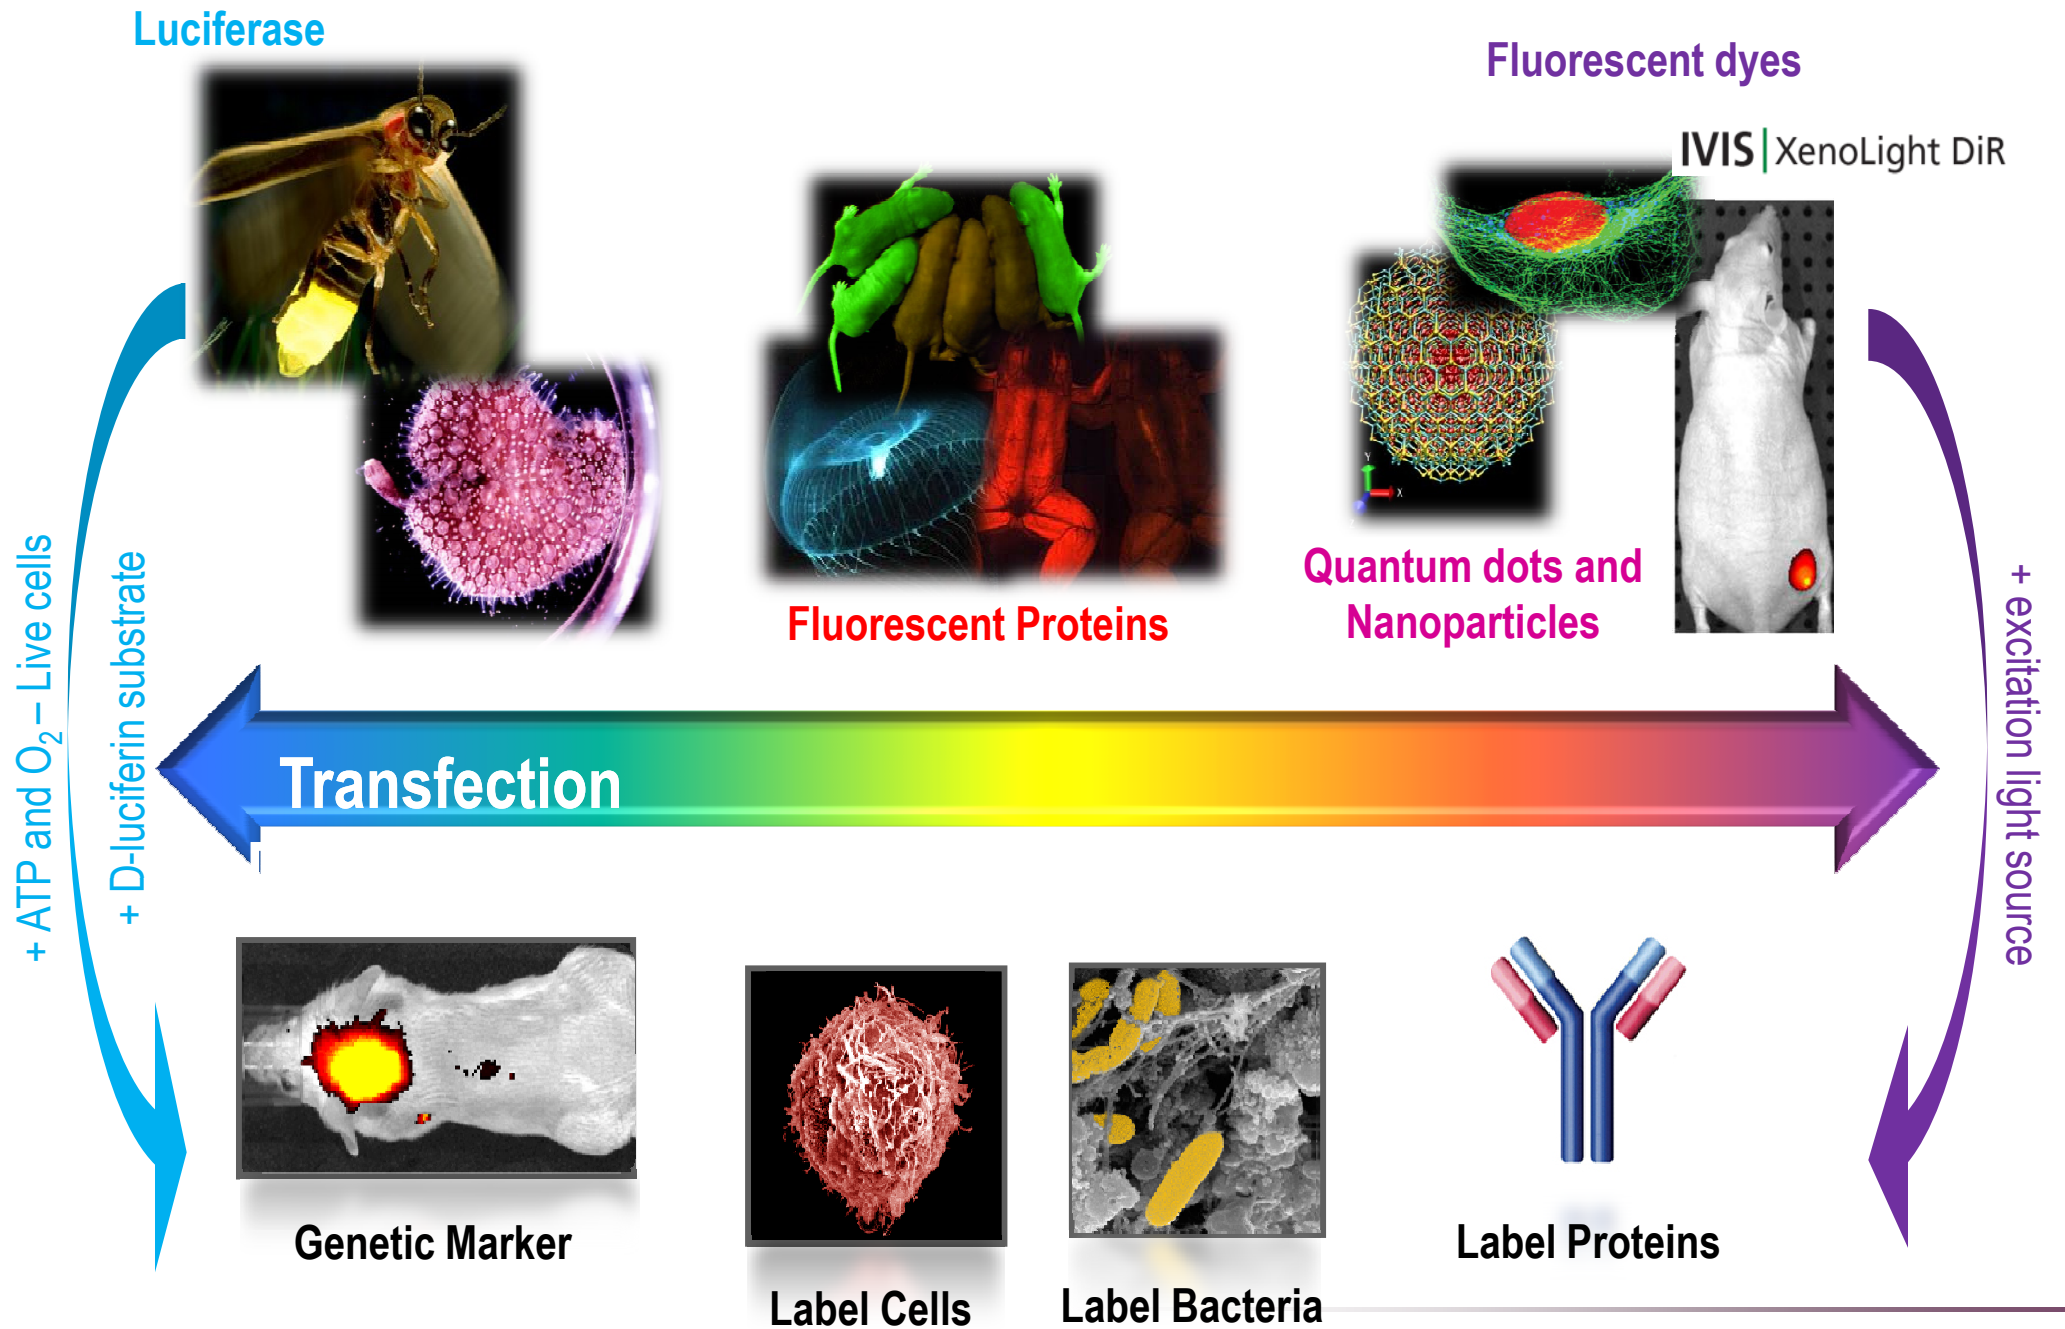 Luciferase
Fluorescent dyes
IVIS | XenoLight DiR
Y
X
Quantum dots and
Nanoparticles
Fluorescent Proteins
+ ATP and O₂ – Live cells
+ D-luciferin substrate
+ excitation light source
Transfection
Genetic Marker
Label Cells
Label Bacteria
Label Proteins